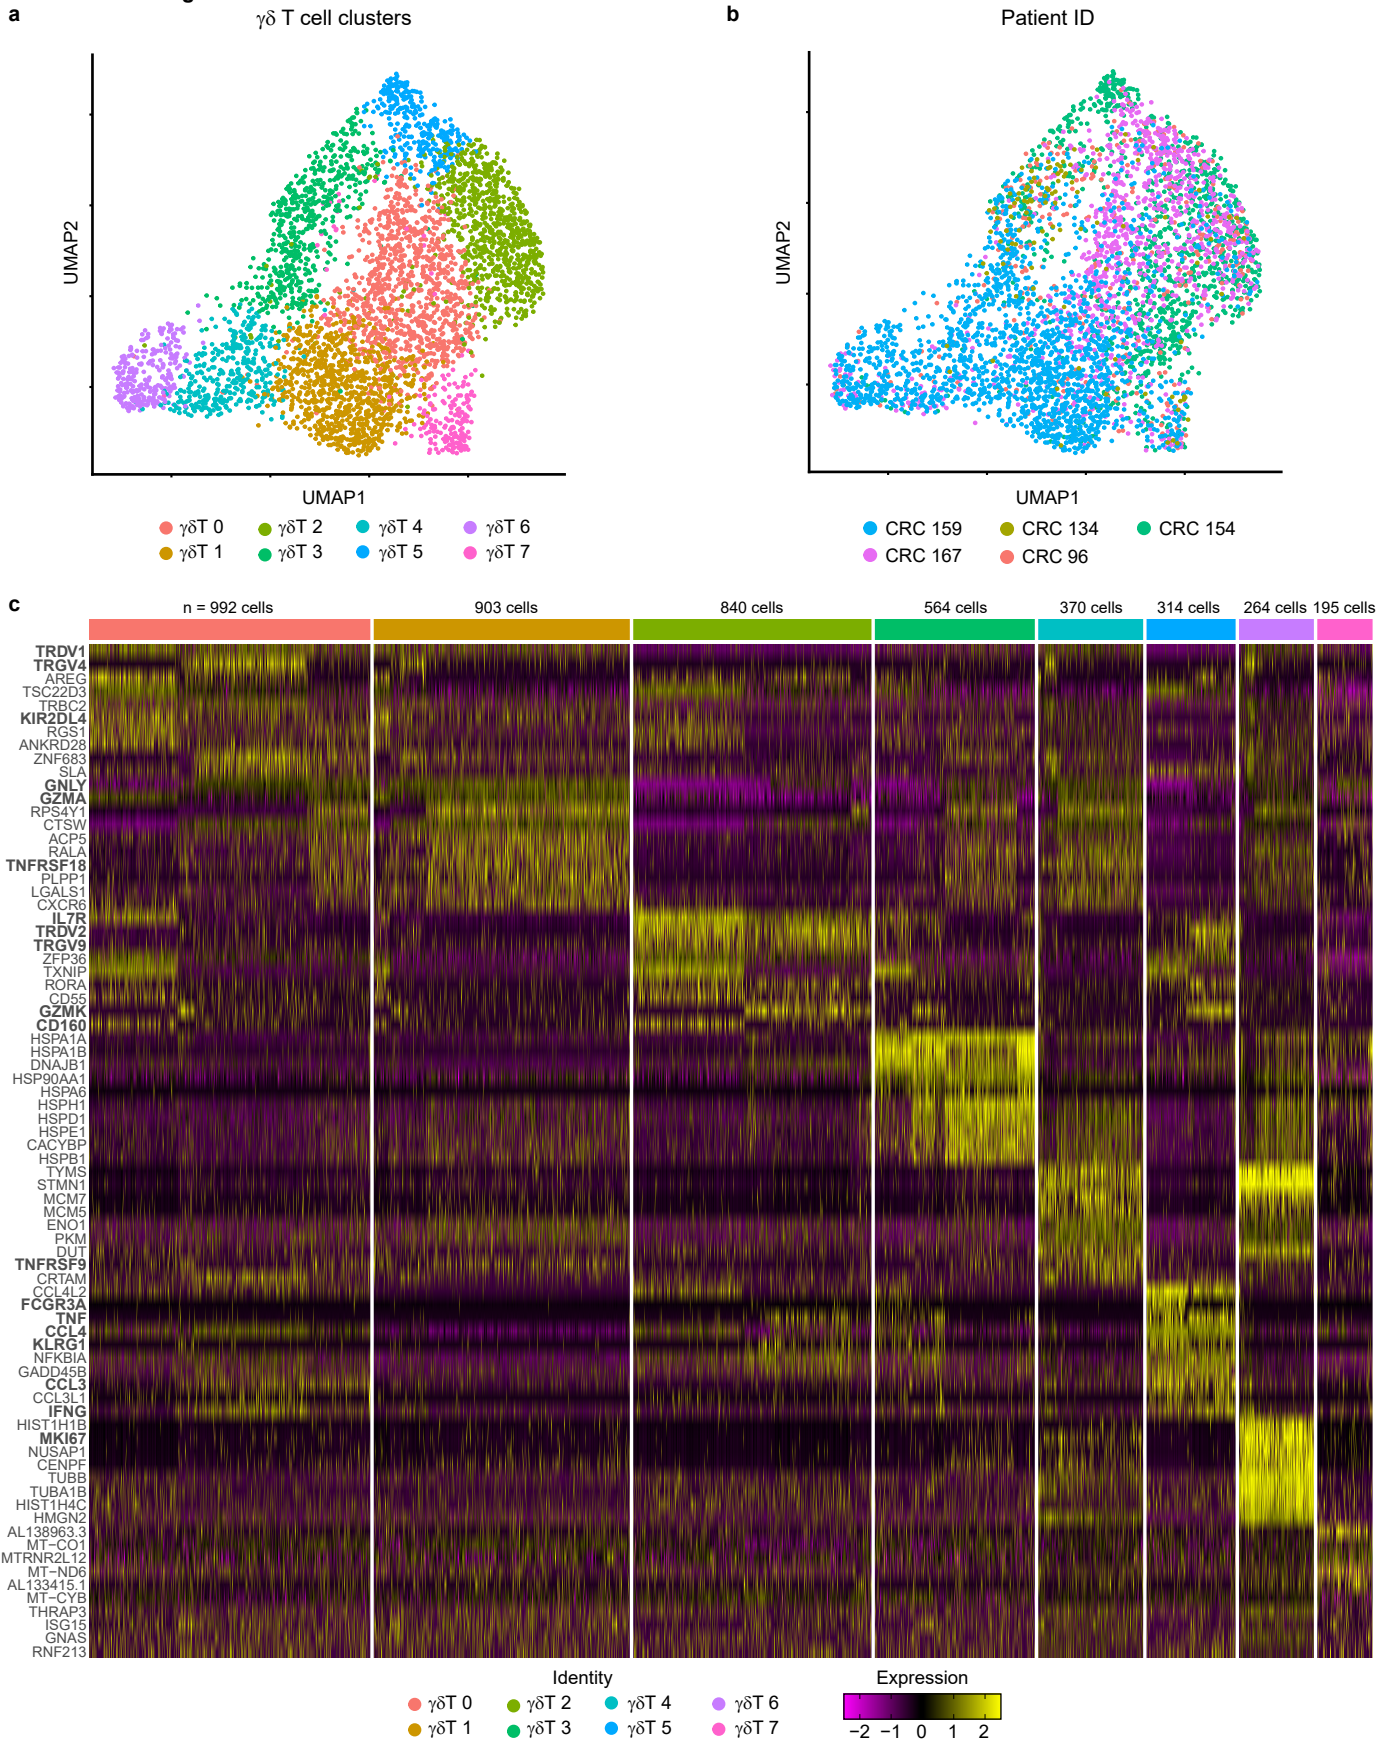 a
γδ T cell clusters
b
Patient ID
UMAP2
UMAP1
UMAP2
UMAP1
γδT 0
γδT 2
γδT 4
γδT 6
γδT 1
γδT 3
γδT 5
γδT 7
CRC 159
CRC 134
CRC 154
CRC 167
CRC 96
c
n = 992 cells
903 cells
840 cells
564 cells
370 cells
314 cells
264 cells
195 cells
TRDV1
TRGV4
AREG
TSC22D3
TRBC2
KIR2DL4
RGS1
ANKRD28
ZNF683
SLA
GNLY
GZMA
RPS4Y1
CTSW
ACP5
RALA
TNFRSF18
PLPP1
LGALS1
CXCR6
IL7R
TRDV2
TRGV9
ZFP36
TXNIP
RORA
CD55
GZMK
CD160
HSPA1A
HSPA1B
DNAJB1
HSP90AA1
HSPA6
HSPH1
HSPD1
HSPE1
CACYBP
HSPB1
TYMS
STMN1
MCM7
MCM5
ENO1
PKM
DUT
TNFRSF9
CRTAM
CCL4L2
FCGR3A
TNF
CCL4
KLRG1
NFKBIA
GADD45B
CCL3
CCL3L1
IFNG
HIST1H1B
MKI67
NUSAP1
CENPF
TUBB
TUBA1B
HIST1H4C
HMGN2
AL138963.3
MT−CO1
MTRNR2L12
MT−ND6
AL133415.1
MT−CYB
THRAP3
ISG15
GNAS
RNF213
Identity
γδT 0
γδT 2
γδT 4
γδT 6
γδT 1
γδT 3
γδT 5
γδT 7
Expression
−2 −1 0 1 2